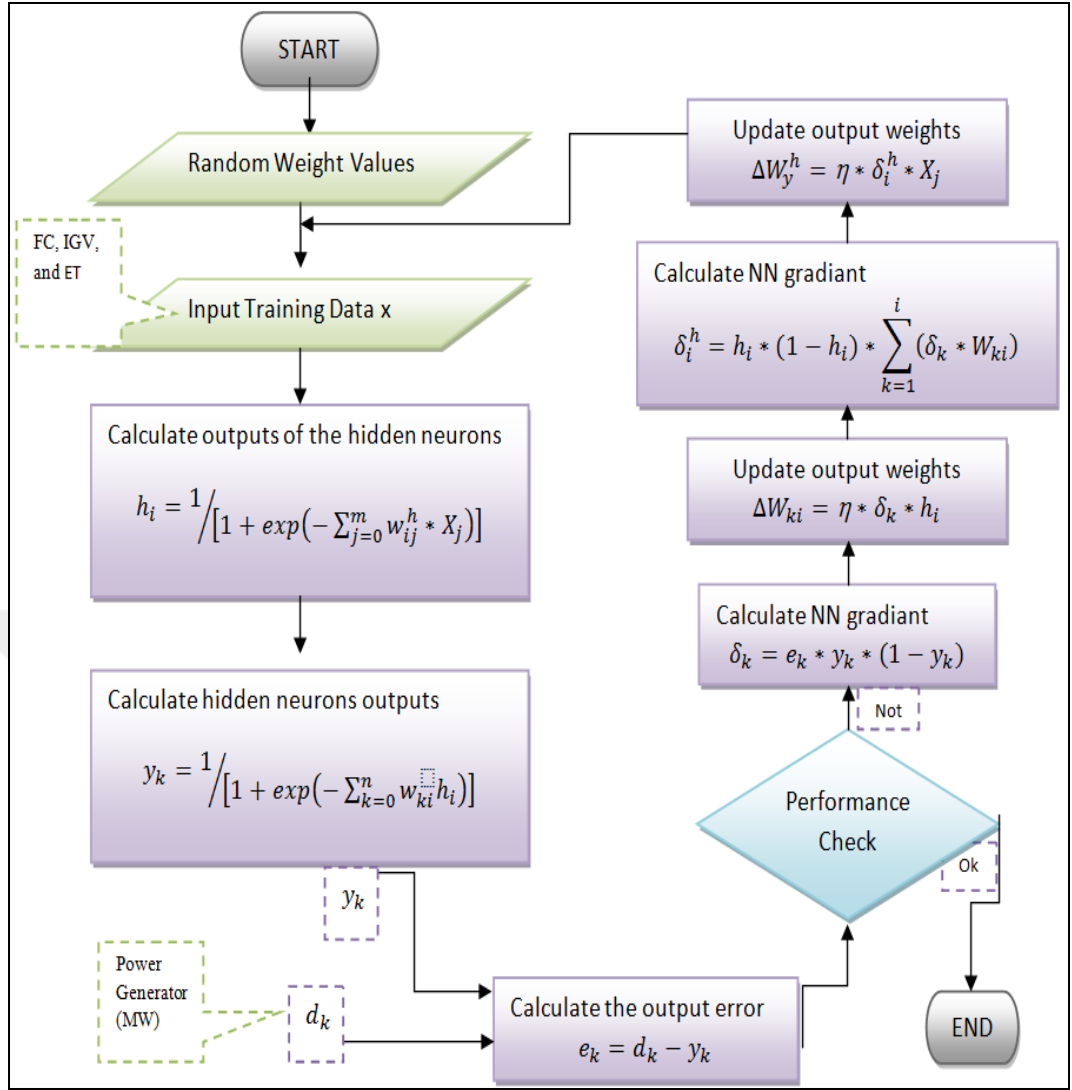 START
Random Weight Values
FC, IGV,
and ET
Input Training Data x
Calculate outputs of the hidden neurons
h_i = 1/[1 + exp(−∑_{j=0}^{m} w_{ij}^{h} * X_j)]
Calculate hidden neurons outputs
y_k = 1/[1 + exp(−∑_{k=0}^{n} w_{ki} h_i)]
y_k
Power
Generator
(MW)
d_k
Calculate the output error
e_k = d_k − y_k
Performance
Check
Ok
END
Not
Calculate NN gradiant
δ_k = e_k * y_k * (1 − y_k)
Update output weights
ΔW_{ki} = η * δ_k * h_i
Calculate NN gradiant
δ_i^h = h_i * (1 − h_i) * ∑_{k=1}^{i} (δ_k * W_{ki})
Update output weights
ΔW_y^h = η * δ_i^h * X_j